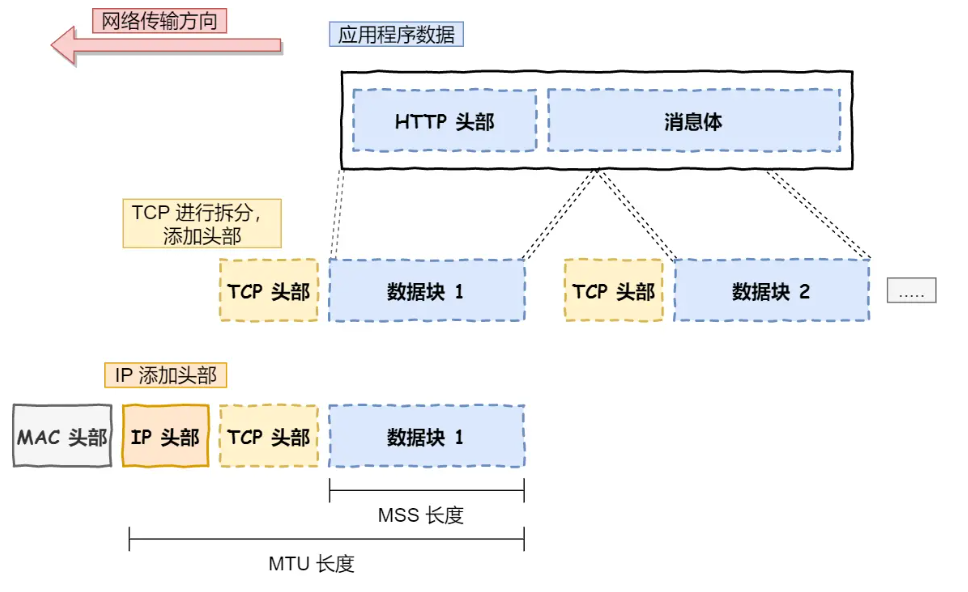 网络传输方向
应用程序数据
HTTP 头部
消息体
TCP 进行拆分，
添加头部
TCP 头部
数据块 1
TCP 头部
数据块 2
.....
IP 添加头部
MAC 头部
IP 头部
TCP 头部
数据块 1
MSS 长度
MTU 长度